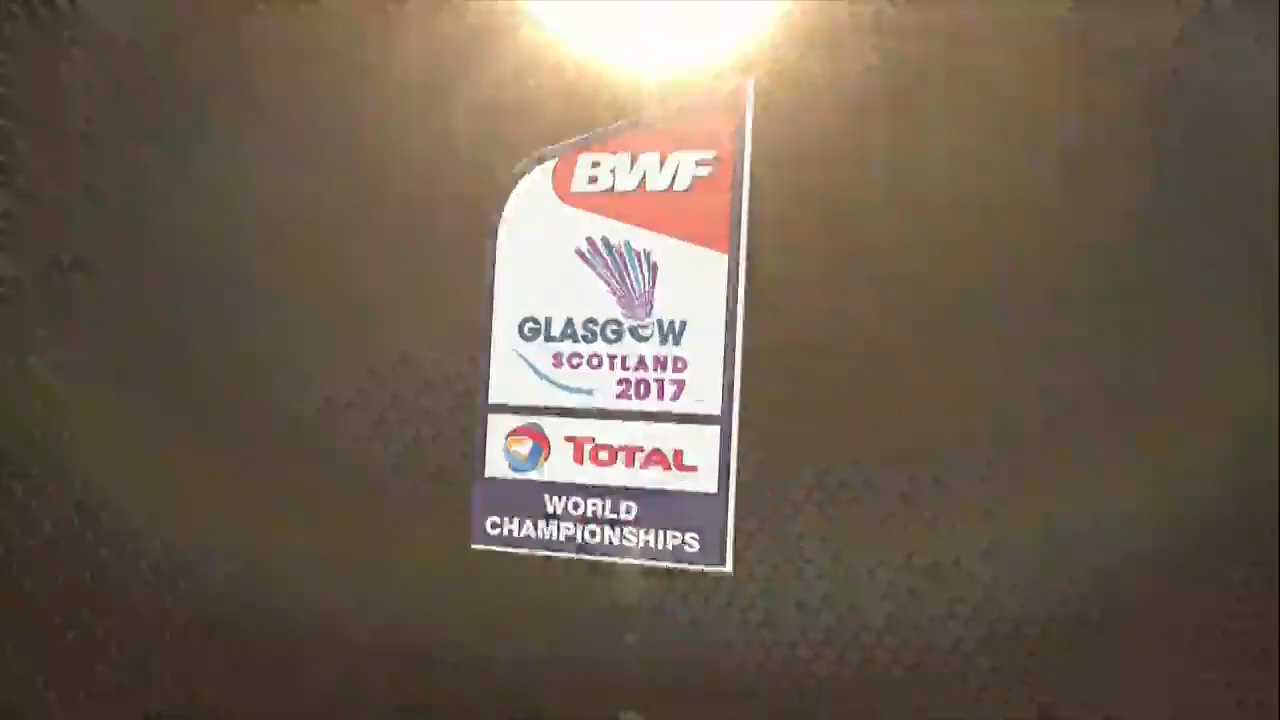 BWF
GLASGOW
SCOTLAND
2017
TOTAL
WORLD
CHAMPIONSHIPS